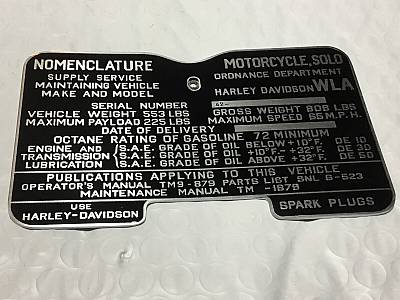 NOMENCLATURE MOTORCYCLE, SOLO
SUPPLY SERVICE ORDNANCE DEPARTMENT
MAINTAINING VEHICLE
MAKE AND MODEL HARLEY DAVIDSON WLA
SERIAL NUMBER 42-
VEHICLE WEIGHT 553 LBS GROSS WEIGHT 808 LBS
MAXIMUM PAYLOAD 225 LBS MAXIMUM SPEED 65 M.P.H.
DATE OF DELIVERY
OCTANE RATING OF GASOLINE 72 MINIMUM
ENGINE AND S.A.E. GRADE OF OIL BELOW +10°F. DE 10
TRANSMISSION S.A.E. GRADE OF OIL +10°F. - +32°F. DE 30
LUBRICATION S.A.E. GRADE OF OIL ABOVE +32°F. DE 50
PUBLICATIONS APPLYING TO THIS VEHICLE
OPERATOR'S MANUAL TM9-879 PARTS LIST SNL G-523
MAINTENANCE MANUAL TM -1879
USE
HARLEY-DAVIDSON SPARK PLUGS